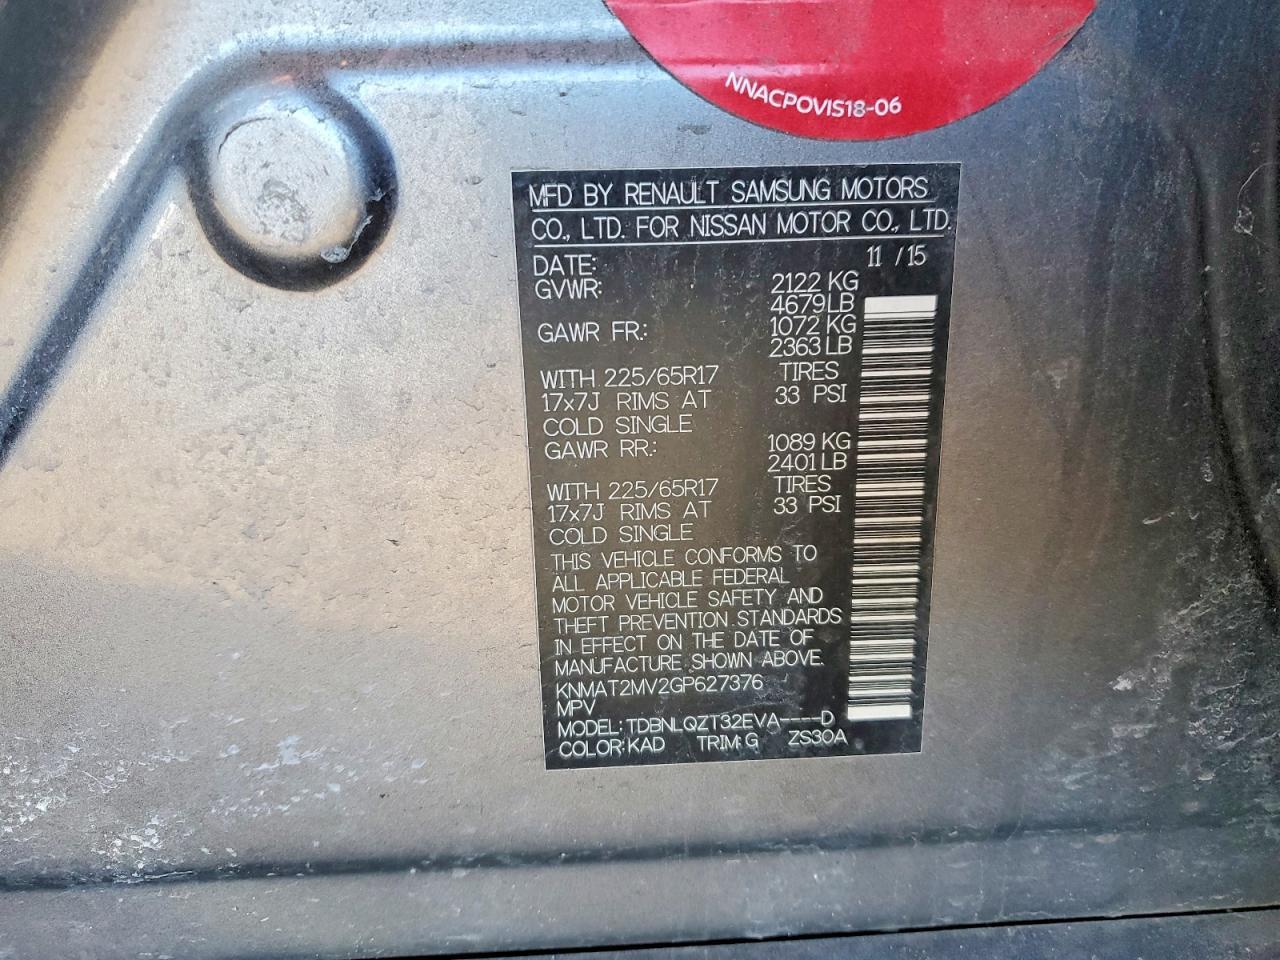 NNACPOVIS18-06
MFD BY RENAULT SAMSUNG MOTORS
CO., LTD. FOR NISSAN MOTOR CO., LTD.
DATE: 11 / 15
GVWR: 2122 KG
4679 LB
GAWR FR.: 1072 KG
2363 LB
WITH 225/65R17 TIRES
17x7J RIMS AT 33 PSI
COLD SINGLE
GAWR RR.: 1089 KG
2401 LB
WITH 225/65R17 TIRES
17x7J RIMS AT 33 PSI
COLD SINGLE
THIS VEHICLE CONFORMS TO
ALL APPLICABLE FEDERAL
MOTOR VEHICLE SAFETY AND
THEFT PREVENTION STANDARDS
IN EFFECT ON THE DATE OF
MANUFACTURE SHOWN ABOVE.
KNMAT2MV2GP627376
MPV
MODEL: TDBNLQZT32EVA----D
COLOR: KAD TRIM: G ZS30A